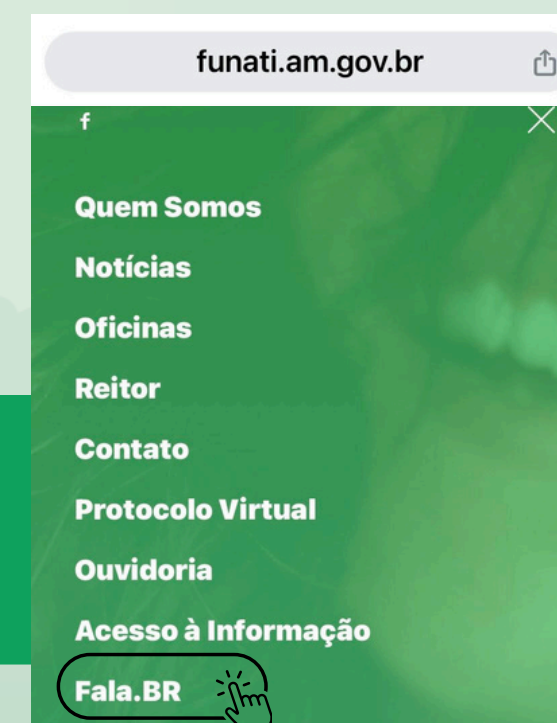 funati.am.gov.br
f
Quem Somos
Notícias
Oficinas
Reitor
Contato
Protocolo Virtual
Ouvidoria
Acesso à Informação
Fala.BR